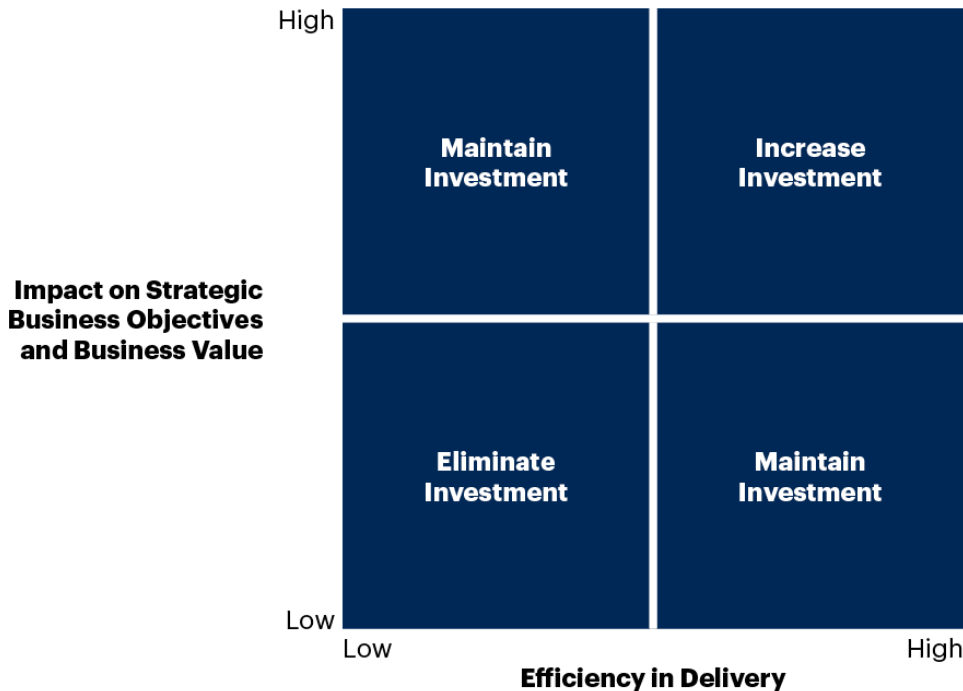 High
Maintain
Investment
Increase
Investment
Impact on Strategic
Business Objectives
and Business Value
Eliminate
Investment
Maintain
Investment
Low
Low
High
Efficiency in Delivery